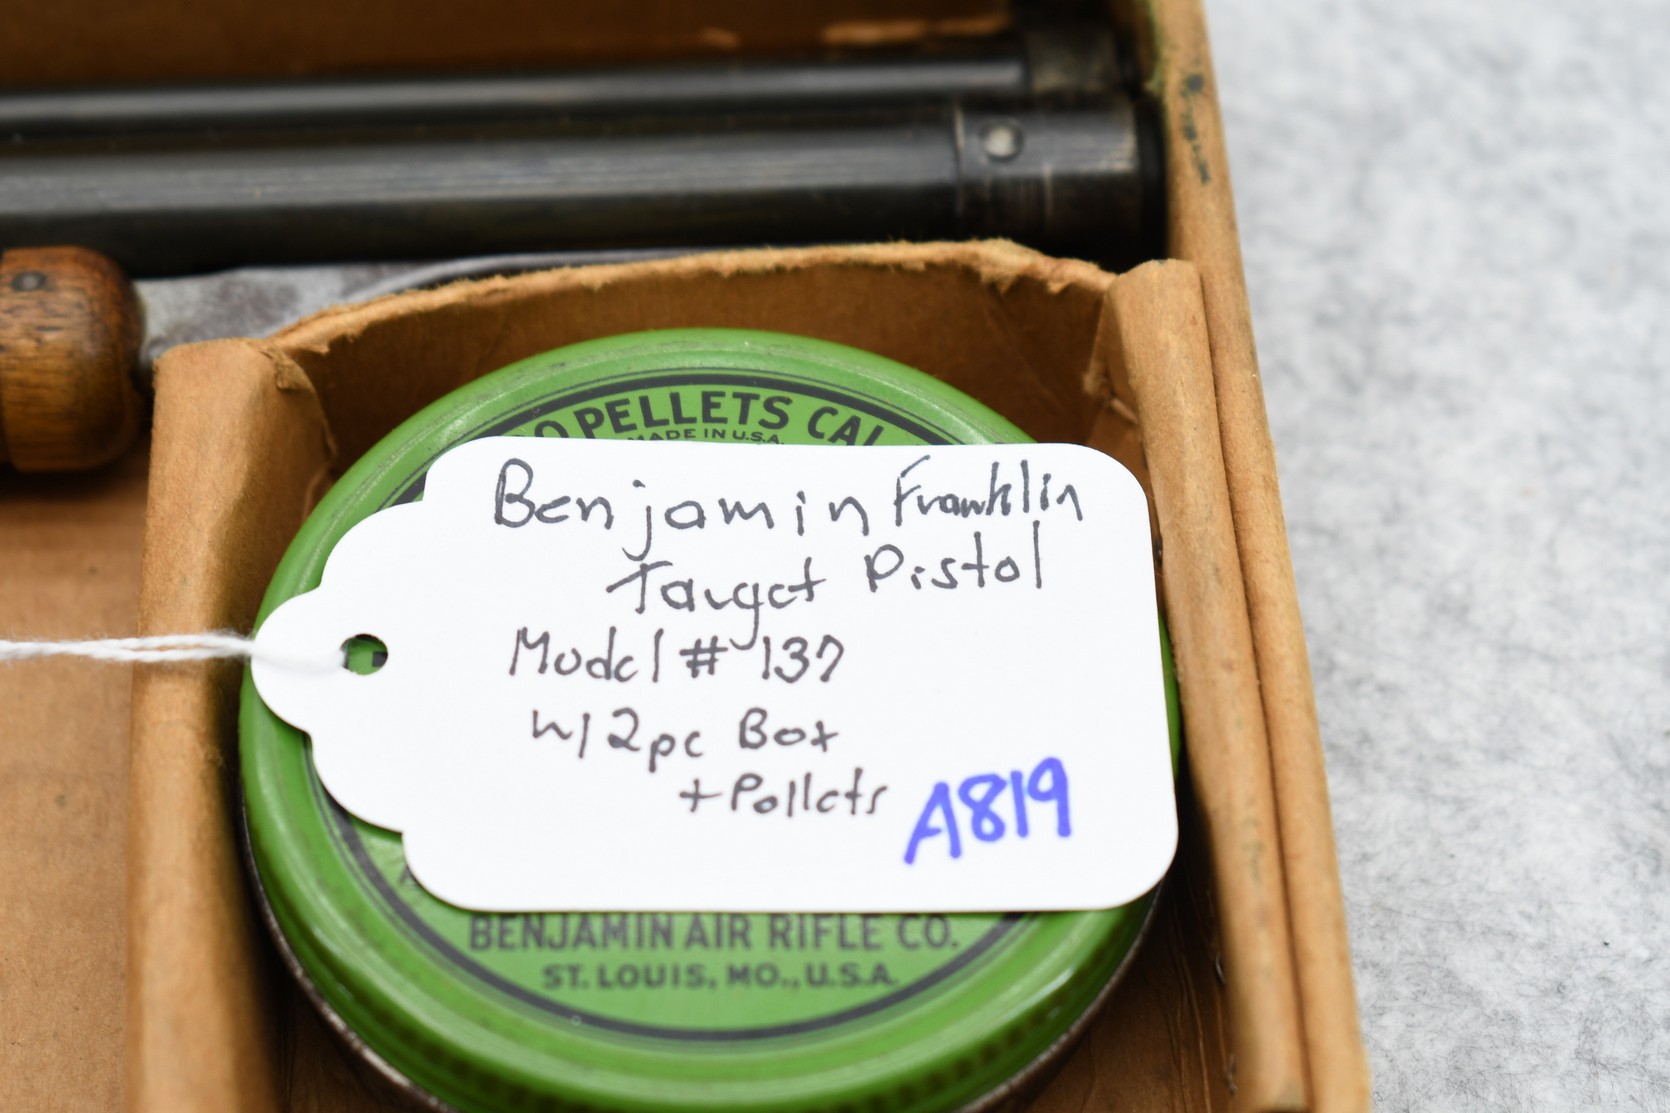 PELLETS CAL
MADE IN U.S.A.
Benjamin Franklin
Target Pistol
Model # 137
w/ 2pc Box
+ Pellets
A819
BENJAMIN AIR RIFLE CO.
ST. LOUIS, MO., U.S.A.